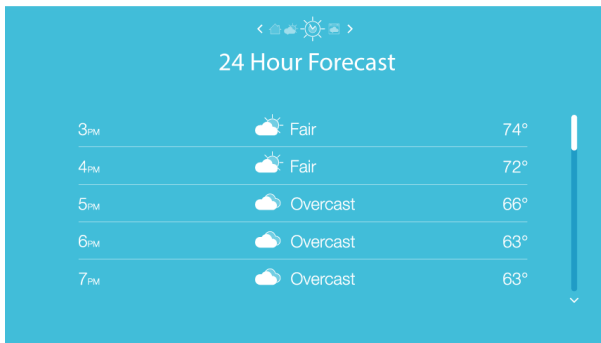 24 Hour Forecast
3PM Fair 74°
4PM Fair 72°
5PM Overcast 66°
6PM Overcast 63°
7PM Overcast 63°